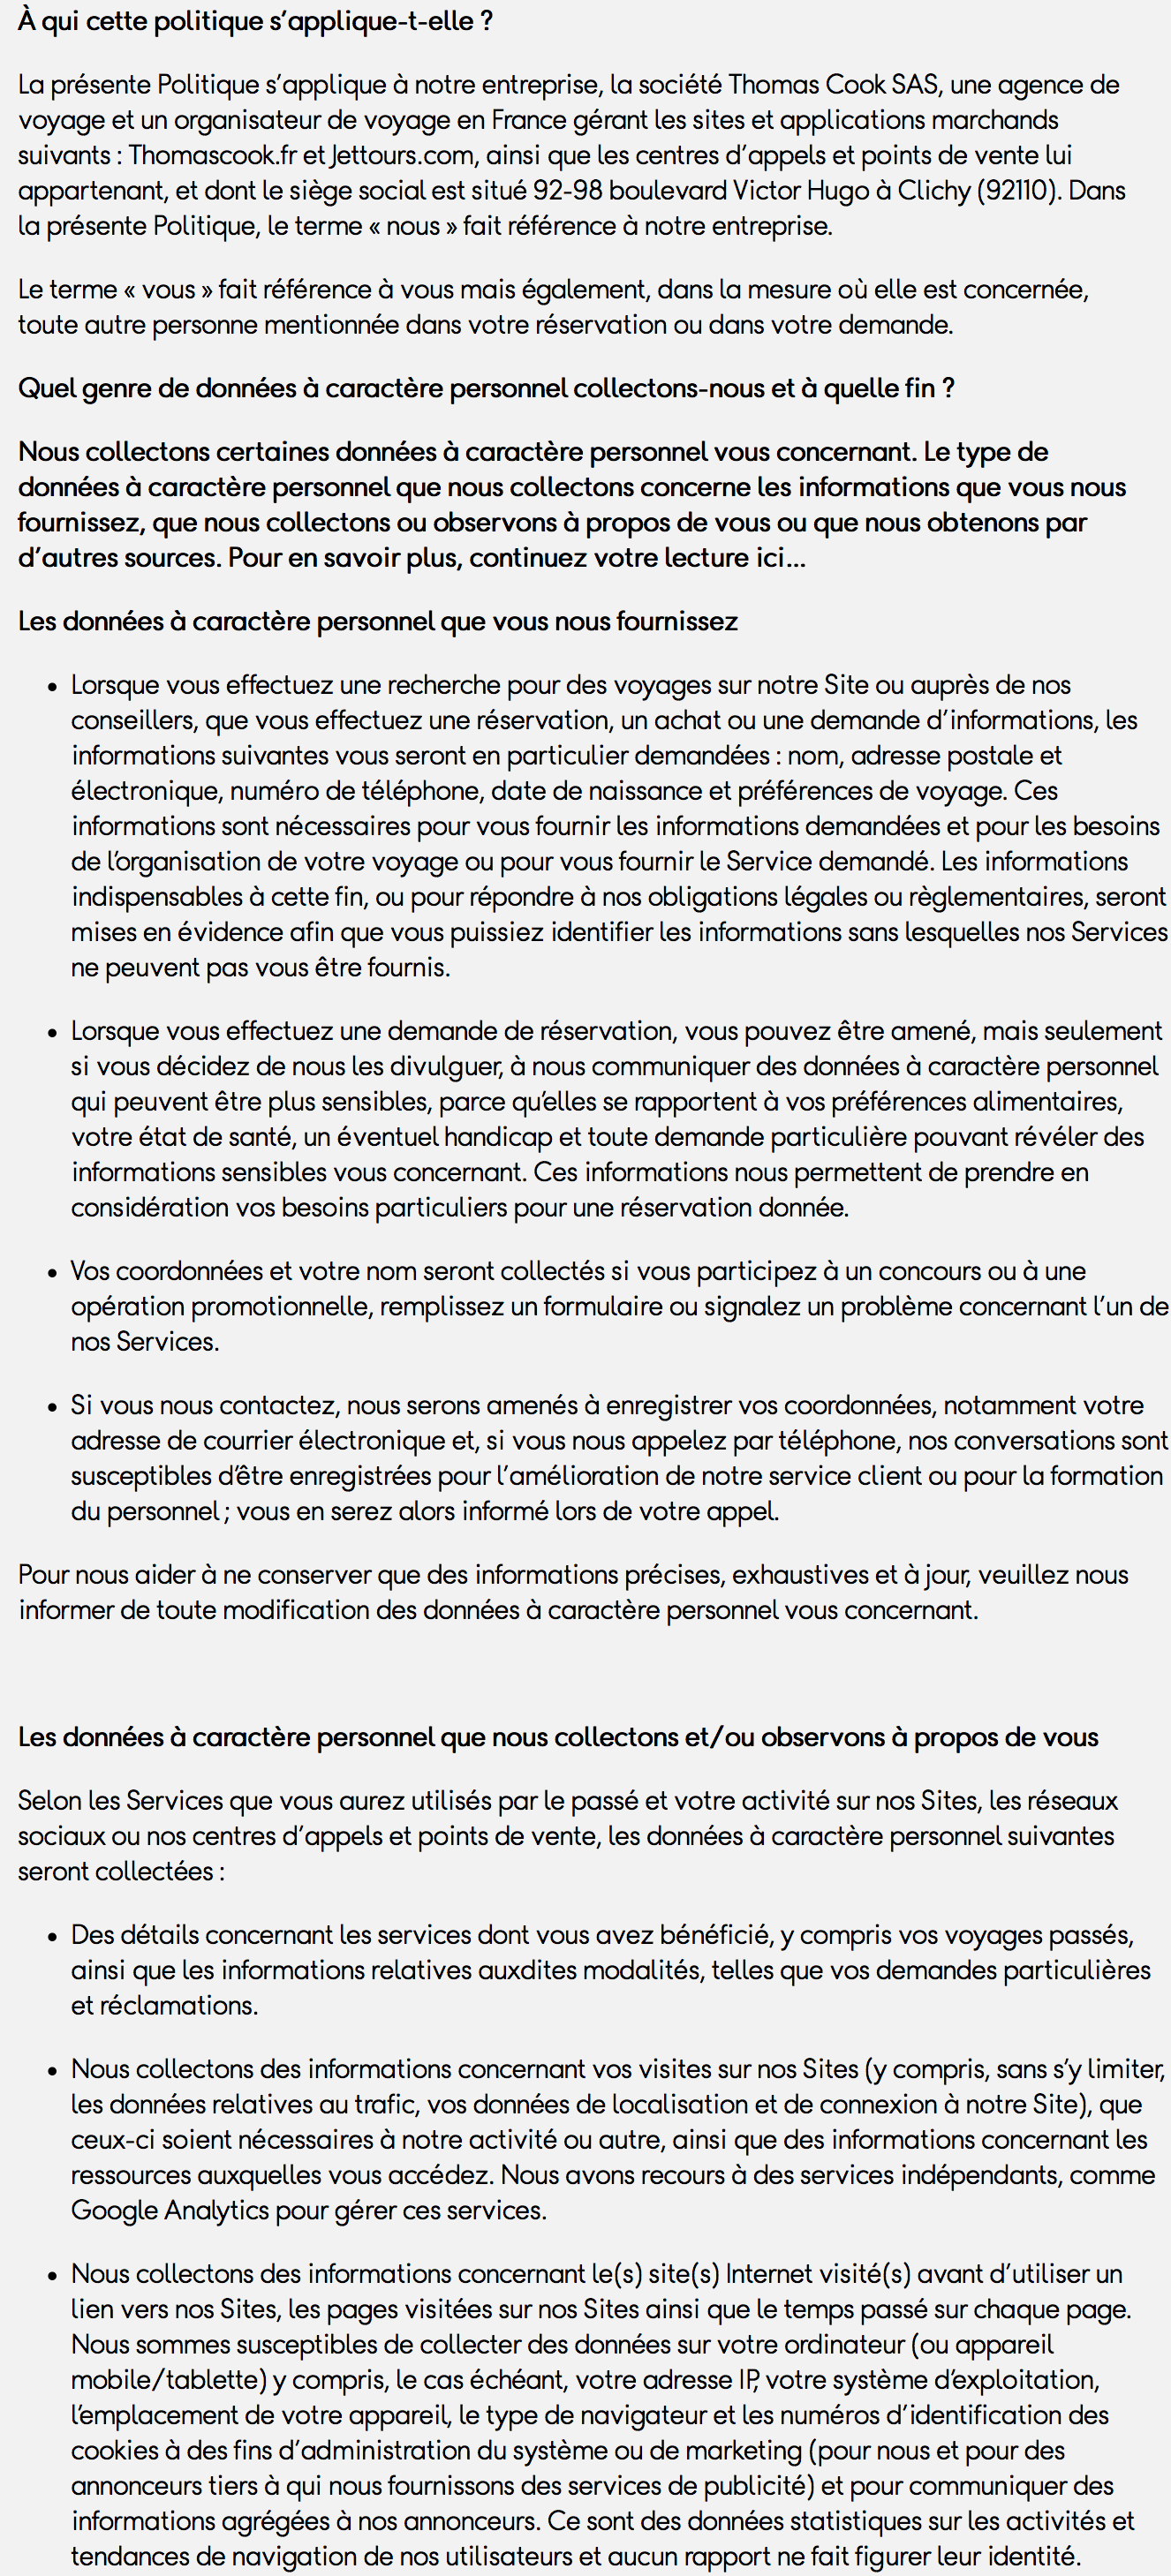 À qui cette politique s’applique-t-elle ?
La présente Politique s’applique à notre entreprise, la société Thomas Cook SAS, une agence de
voyage et un organisateur de voyage en France gérant les sites et applications marchands
suivants : Thomascook.fr et Jettours.com, ainsi que les centres d’appels et points de vente lui
appartenant, et dont le siège social est situé 92-98 boulevard Victor Hugo à Clichy (92110). Dans
la présente Politique, le terme « nous » fait référence à notre entreprise.
Le terme « vous » fait référence à vous mais également, dans la mesure où elle est concernée,
toute autre personne mentionnée dans votre réservation ou dans votre demande.
Quel genre de données à caractère personnel collectons-nous et à quelle fin ?
Nous collectons certaines données à caractère personnel vous concernant. Le type de
données à caractère personnel que nous collectons concerne les informations que vous nous
fournissez, que nous collectons ou observons à propos de vous ou que nous obtenons par
d’autres sources. Pour en savoir plus, continuez votre lecture ici...
Les données à caractère personnel que vous nous fournissez
• Lorsque vous effectuez une recherche pour des voyages sur notre Site ou auprès de nos
conseillers, que vous effectuez une réservation, un achat ou une demande d’informations, les
informations suivantes vous seront en particulier demandées : nom, adresse postale et
électronique, numéro de téléphone, date de naissance et préférences de voyage. Ces
informations sont nécessaires pour vous fournir les informations demandées et pour les besoins
de l’organisation de votre voyage ou pour vous fournir le Service demandé. Les informations
indispensables à cette fin, ou pour répondre à nos obligations légales ou règlementaires, seront
mises en évidence afin que vous puissiez identifier les informations sans lesquelles nos Services
ne peuvent pas vous être fournis.
• Lorsque vous effectuez une demande de réservation, vous pouvez être amené, mais seulement
si vous décidez de nous les divulguer, à nous communiquer des données à caractère personnel
qui peuvent être plus sensibles, parce qu’elles se rapportent à vos préférences alimentaires,
votre état de santé, un éventuel handicap et toute demande particulière pouvant révéler des
informations sensibles vous concernant. Ces informations nous permettent de prendre en
considération vos besoins particuliers pour une réservation donnée.
• Vos coordonnées et votre nom seront collectés si vous participez à un concours ou à une
opération promotionnelle, remplissez un formulaire ou signalez un problème concernant l’un de
nos Services.
• Si vous nous contactez, nous serons amenés à enregistrer vos coordonnées, notamment votre
adresse de courrier électronique et, si vous nous appelez par téléphone, nos conversations sont
susceptibles d’être enregistrées pour l’amélioration de notre service client ou pour la formation
du personnel ; vous en serez alors informé lors de votre appel.
Pour nous aider à ne conserver que des informations précises, exhaustives et à jour, veuillez nous
informer de toute modification des données à caractère personnel vous concernant.
Les données à caractère personnel que nous collectons et/ou observons à propos de vous
Selon les Services que vous aurez utilisés par le passé et votre activité sur nos Sites, les réseaux
sociaux ou nos centres d’appels et points de vente, les données à caractère personnel suivantes
seront collectées :
• Des détails concernant les services dont vous avez bénéficié, y compris vos voyages passés,
ainsi que les informations relatives auxdites modalités, telles que vos demandes particulières
et réclamations.
• Nous collectons des informations concernant vos visites sur nos Sites (y compris, sans s’y limiter,
les données relatives au trafic, vos données de localisation et de connexion à notre Site), que
ceux-ci soient nécessaires à notre activité ou autre, ainsi que des informations concernant les
ressources auxquelles vous accédez. Nous avons recours à des services indépendants, comme
Google Analytics pour gérer ces services.
• Nous collectons des informations concernant le(s) site(s) Internet visité(s) avant d’utiliser un
lien vers nos Sites, les pages visitées sur nos Sites ainsi que le temps passé sur chaque page.
Nous sommes susceptibles de collecter des données sur votre ordinateur (ou appareil
mobile/tablette) y compris, le cas échéant, votre adresse IP, votre système d’exploitation,
l’emplacement de votre appareil, le type de navigateur et les numéros d’identification des
cookies à des fins d’administration du système ou de marketing (pour nous et pour des
annonceurs tiers à qui nous fournissons des services de publicité) et pour communiquer des
informations agrégées à nos annonceurs. Ce sont des données statistiques sur les activités et
tendances de navigation de nos utilisateurs et aucun rapport ne fait figurer leur identité.